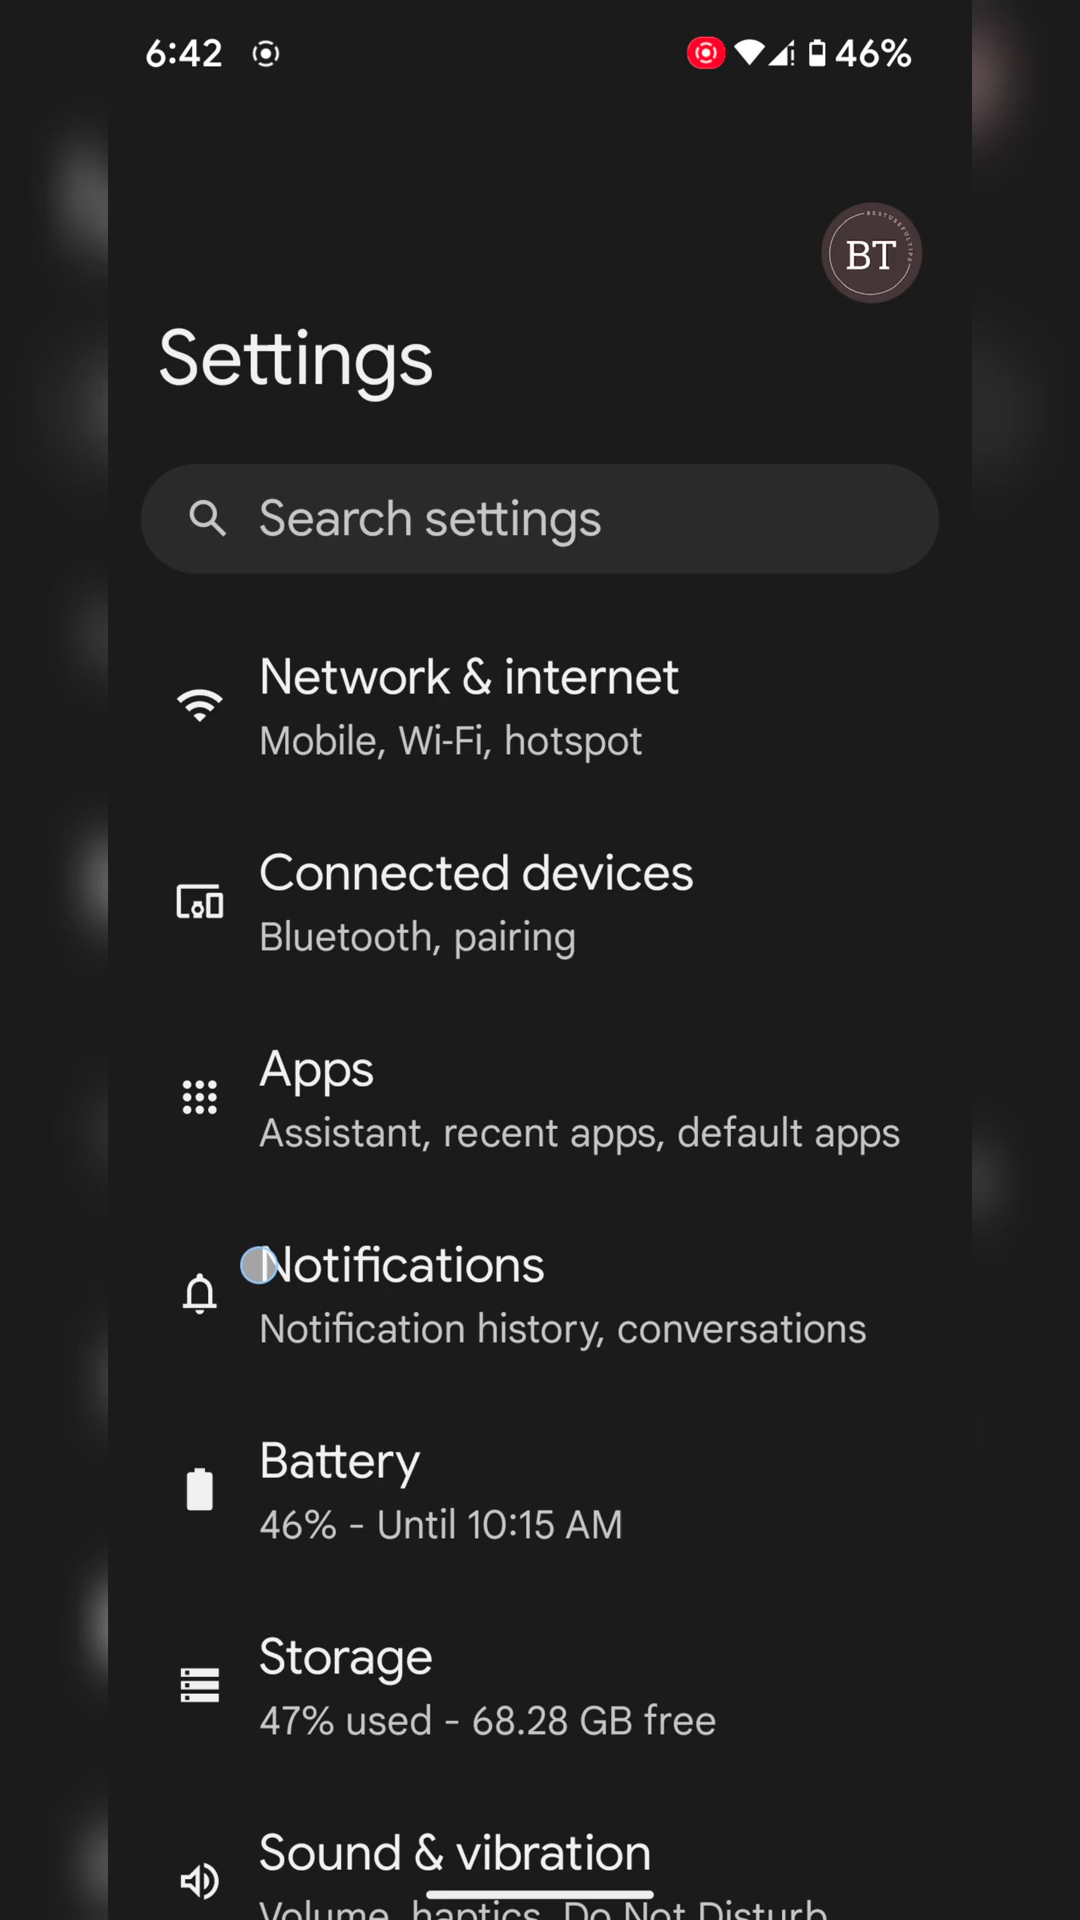 6:42
46%
BESTUSEFULTIPS
BT
Settings
Search settings
Network & internet
Mobile, Wi-Fi, hotspot
Connected devices
Bluetooth, pairing
Apps
Assistant, recent apps, default apps
Notifications
Notification history, conversations
Battery
46% - Until 10:15 AM
Storage
47% used - 68.28 GB free
Sound & vibration
Volume, haptics, Do Not Disturb